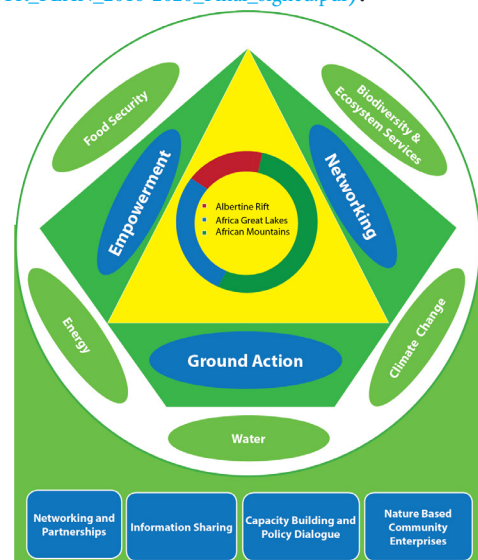 Food Security
Biodiversity &
Ecosystem Services
Empowerment
Networking
Albertine Rift
Africa Great Lakes
African Mountains
Energy
Climate Change
Ground Action
Water
Networking and
Partnerships
Information Sharing
Capacity Building and
Policy Dialogue
Nature Based
Community
Enterprises